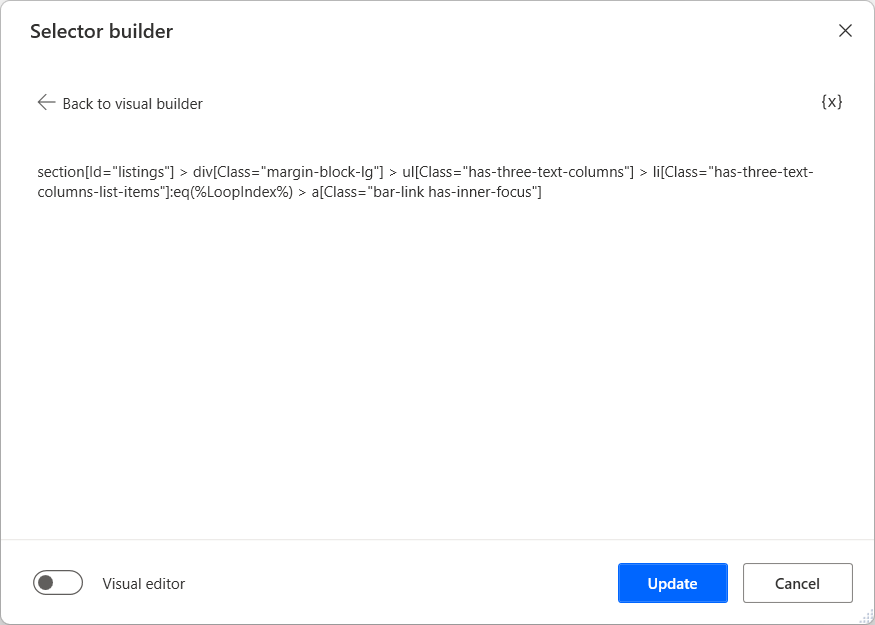 Selector builder
Back to visual builder
{x}
section[Id="listings"] > div[Class="margin-block-lg"] > ul[Class="has-three-text-columns"] > li[Class="has-three-text-
columns-list-items"]:eq(%LoopIndex%) > a[Class="bar-link has-inner-focus"]
Visual editor
Update
Cancel